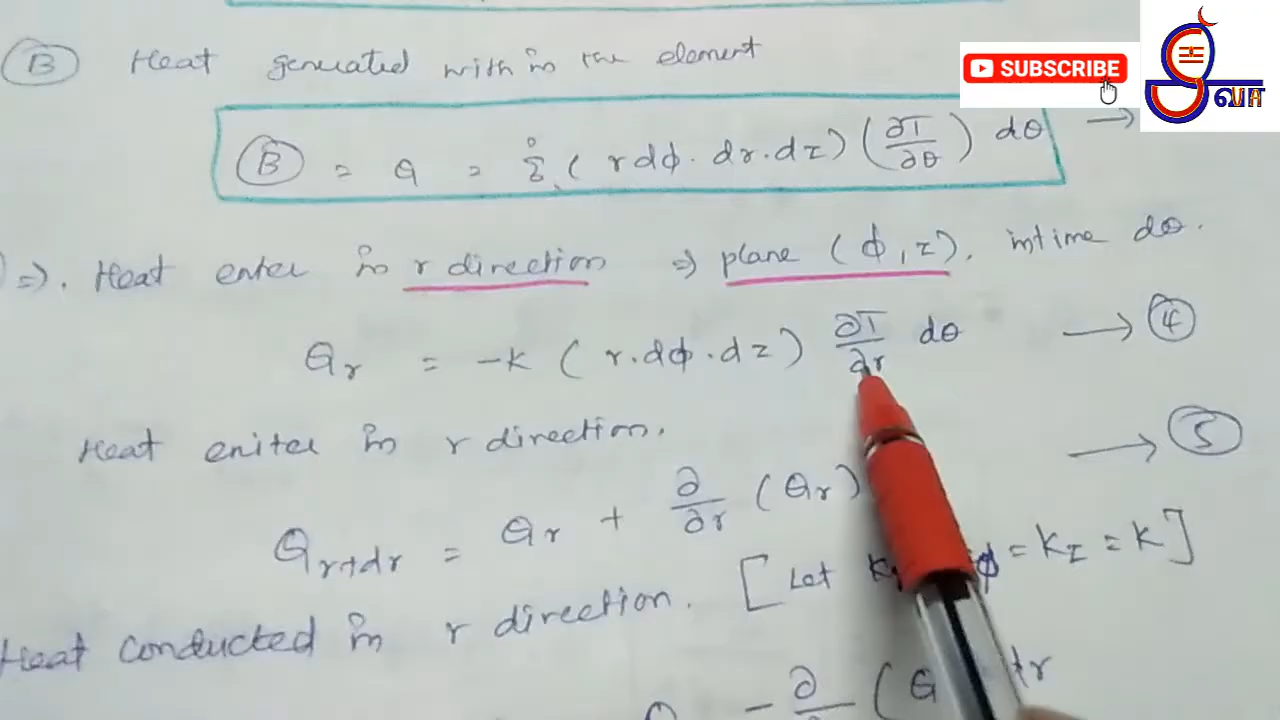 SUBSCRIBE
சிவா
UVA
B Heat generated with in the element
B = Q = q̇ ( r dϕ . dr . dz ) ( ∂T/∂θ ) dθ →
⇒ . Heat enter in r direction ⇒ plane ( ϕ , z ) , in time dθ .
Qr = -K ( r . dϕ . dz ) ∂T/∂r dθ → 4
Heat eniter in r direction .
→ 5
Qr+dr = Qr + ∂/∂r ( Qr )
Heat conducted in r direction . [ Let K ϕ = Kz = K ]
- ∂